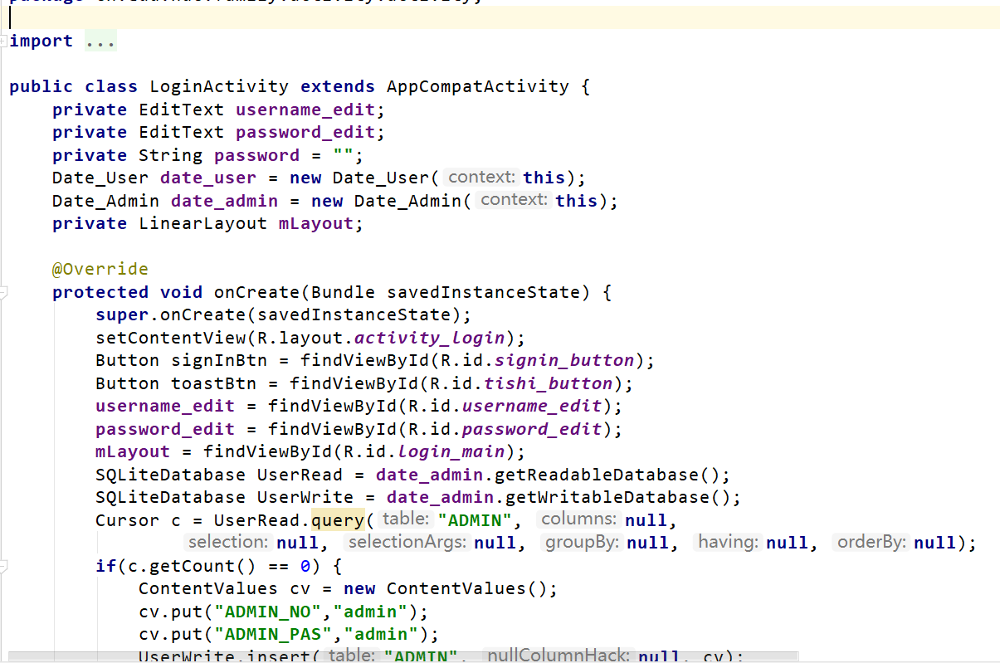 import ...
public class LoginActivity extends AppCompatActivity {
private EditText username_edit;
private EditText password_edit;
private String password = "";
Date_User date_user = new Date_User( context: this);
Date_Admin date_admin = new Date_Admin( context: this);
private LinearLayout mLayout;
@Override
protected void onCreate(Bundle savedInstanceState) {
super.onCreate(savedInstanceState);
setContentView(R.layout.activity_login);
Button signInBtn = findViewById(R.id.signin_button);
Button toastBtn = findViewById(R.id.tishi_button);
username_edit = findViewById(R.id.username_edit);
password_edit = findViewById(R.id.password_edit);
mLayout = findViewById(R.id.login_main);
SQLiteDatabase UserRead = date_admin.getReadableDatabase();
SQLiteDatabase UserWrite = date_admin.getWritableDatabase();
Cursor c = UserRead.query( table: "ADMIN", columns: null,
selection: null, selectionArgs: null, groupBy: null, having: null, orderBy: null);
if(c.getCount() == 0) {
ContentValues cv = new ContentValues();
cv.put("ADMIN_NO","admin");
cv.put("ADMIN_PAS","admin");
UserWrite.insert( table: "ADMIN", nullColumnHack: null, cv);